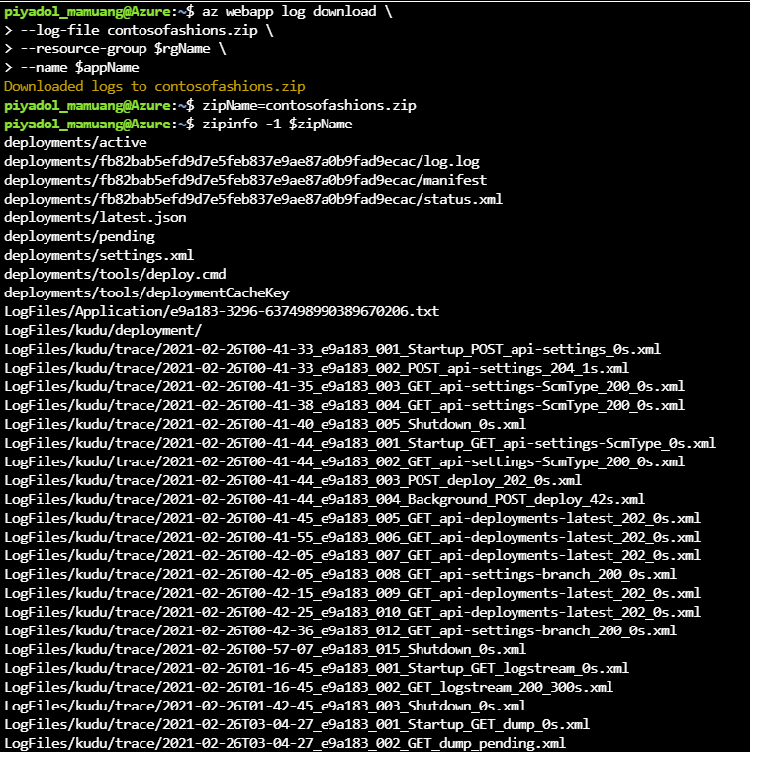 piyadol_mamuang@Azure:~$ az webapp log download \
> --log-file contosofashions.zip \
> --resource-group $rgName \
> --name $appName
Downloaded logs to contosofashions.zip
piyadol_mamuang@Azure:~$ zipName=contosofashions.zip
piyadol_mamuang@Azure:~$ zipinfo -1 $zipName
deployments/active
deployments/fb82bab5efd9d7e5feb837e9ae87a0b9fad9ecac/log.log
deployments/fb82bab5efd9d7e5feb837e9ae87a0b9fad9ecac/manifest
deployments/fb82bab5efd9d7e5feb837e9ae87a0b9fad9ecac/status.xml
deployments/latest.json
deployments/pending
deployments/settings.xml
deployments/tools/deploy.cmd
deployments/tools/deploymentCacheKey
LogFiles/Application/e9a183-3296-637498990389670206.txt
LogFiles/kudu/deployment/
LogFiles/kudu/trace/2021-02-26T00-41-33_e9a183_001_Startup_POST_api-settings_0s.xml
LogFiles/kudu/trace/2021-02-26T00-41-33_e9a183_002_POST_api-settings_204_1s.xml
LogFiles/kudu/trace/2021-02-26T00-41-35_e9a183_003_GET_api-settings-ScmType_200_0s.xml
LogFiles/kudu/trace/2021-02-26T00-41-38_e9a183_004_GET_api-settings-ScmType_200_0s.xml
LogFiles/kudu/trace/2021-02-26T00-41-40_e9a183_005_Shutdown_0s.xml
LogFiles/kudu/trace/2021-02-26T00-41-44_e9a183_001_Startup_GET_api-settings-ScmType_0s.xml
LogFiles/kudu/trace/2021-02-26T00-41-44_e9a183_002_GET_api-settings-ScmType_200_0s.xml
LogFiles/kudu/trace/2021-02-26T00-41-44_e9a183_003_POST_deploy_202_0s.xml
LogFiles/kudu/trace/2021-02-26T00-41-44_e9a183_004_Background_POST_deploy_42s.xml
LogFiles/kudu/trace/2021-02-26T00-41-45_e9a183_005_GET_api-deployments-latest_202_0s.xml
LogFiles/kudu/trace/2021-02-26T00-41-55_e9a183_006_GET_api-deployments-latest_202_0s.xml
LogFiles/kudu/trace/2021-02-26T00-42-05_e9a183_007_GET_api-deployments-latest_202_0s.xml
LogFiles/kudu/trace/2021-02-26T00-42-05_e9a183_008_GET_api-settings-branch_200_0s.xml
LogFiles/kudu/trace/2021-02-26T00-42-15_e9a183_009_GET_api-deployments-latest_202_0s.xml
LogFiles/kudu/trace/2021-02-26T00-42-25_e9a183_010_GET_api-deployments-latest_202_0s.xml
LogFiles/kudu/trace/2021-02-26T00-42-36_e9a183_012_GET_api-settings-branch_200_0s.xml
LogFiles/kudu/trace/2021-02-26T00-57-07_e9a183_015_Shutdown_0s.xml
LogFiles/kudu/trace/2021-02-26T01-16-45_e9a183_001_Startup_GET_logstream_0s.xml
LogFiles/kudu/trace/2021-02-26T01-16-45_e9a183_002_GET_logstream_200_300s.xml
LogFiles/kudu/trace/2021-02-26T01-42-45_e9a183_003_Shutdown_0s.xml
LogFiles/kudu/trace/2021-02-26T03-04-27_e9a183_001_Startup_GET_dump_0s.xml
LogFiles/kudu/trace/2021-02-26T03-04-27_e9a183_002_GET_dump_pending.xml